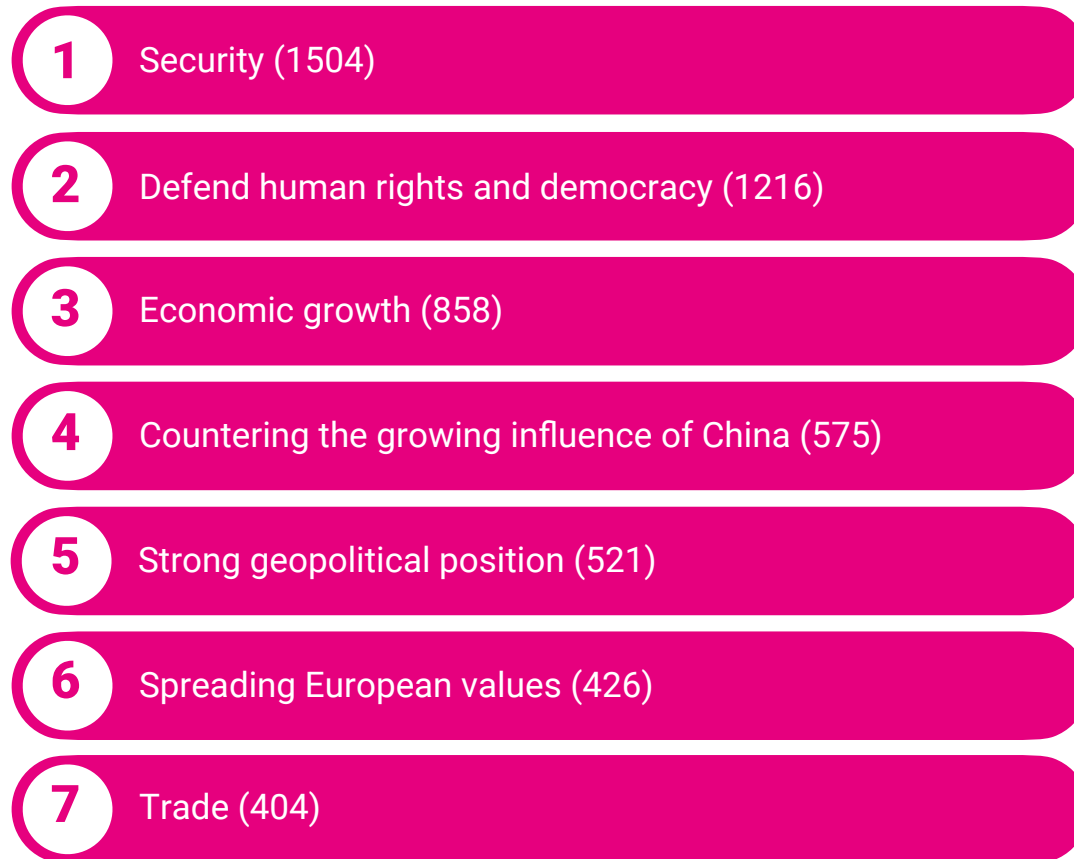 1 Security (1504)
2 Defend human rights and democracy (1216)
3 Economic growth (858)
4 Countering the growing influence of China (575)
5 Strong geopolitical position (521)
6 Spreading European values (426)
7 Trade (404)